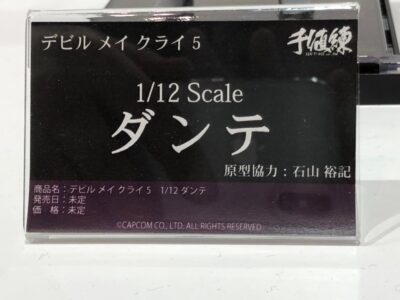 デビル メイ クライ 5
千値練
1/12 Scale
ダンテ
原型協力：石山 裕記
商品名：デビル メイ クライ 5　1/12 ダンテ
発売日：未定
価　格：未定
©CAPCOM CO., LTD. ALL RIGHTS RESERVED